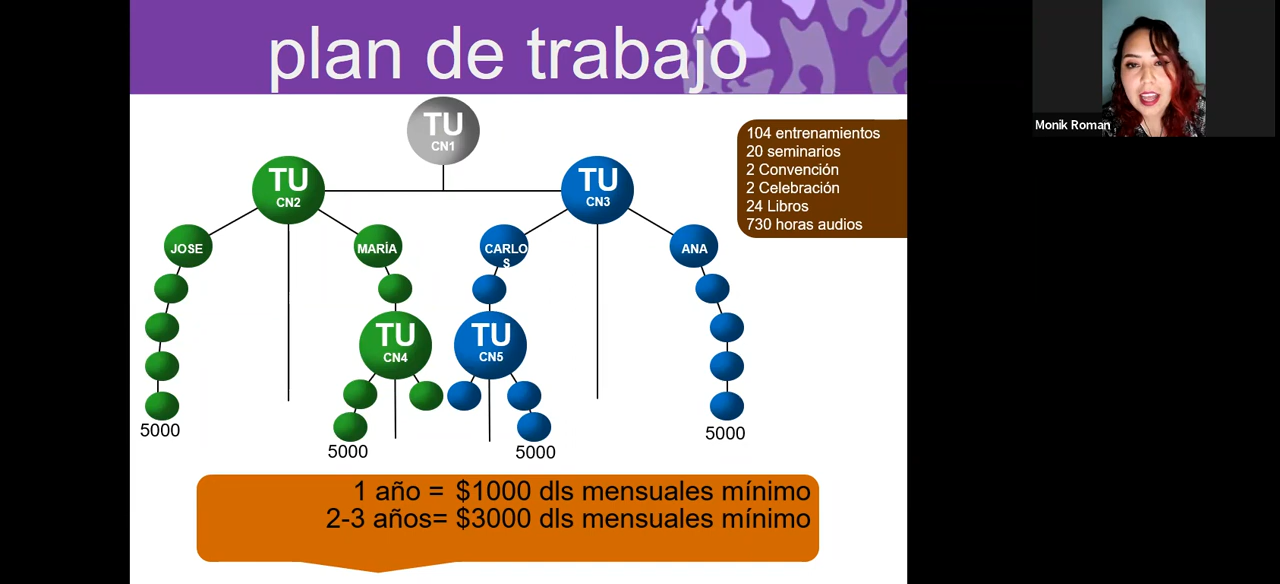 plan de trabajo
TU
CN1
104 entrenamientos
20 seminarios
2 Convención
2 Celebración
24 Libros
730 horas audios
Monik Roman
TU
CN2
TU
CN3
JOSE
MARÍA
CARLO
S
ANA
TU
CN4
TU
CN5
5000
5000
5000
5000
1 año = $1000 dls mensuales mínimo
2-3 años= $3000 dls mensuales mínimo